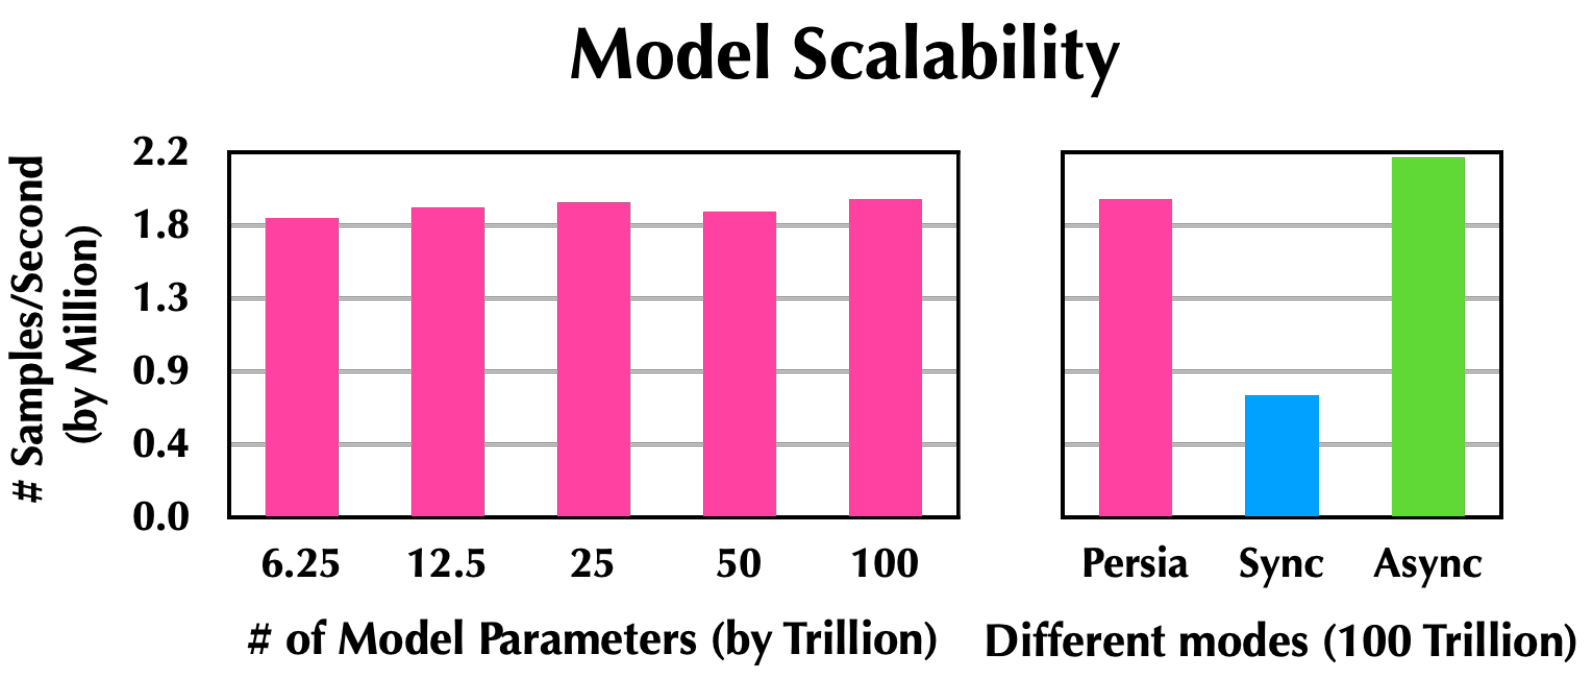 Model Scalability
# Samples/Second
(by Million)
2.2
1.8
1.3
0.9
0.4
0.0
6.25 12.5 25 50 100
# of Model Parameters (by Trillion)
Persia Sync Async
Different modes (100 Trillion)